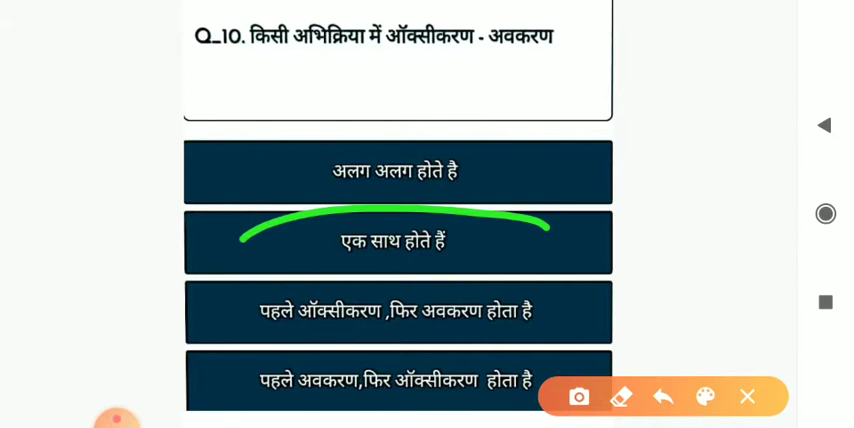 Q_10. किसी अभिक्रिया में ऑक्सीकरण - अवकरण
अलग अलग होते है
एक साथ होते हैं
पहले ऑक्सीकरण ,फिर अवकरण होता है
पहले अवकरण,फिर ऑक्सीकरण होता है